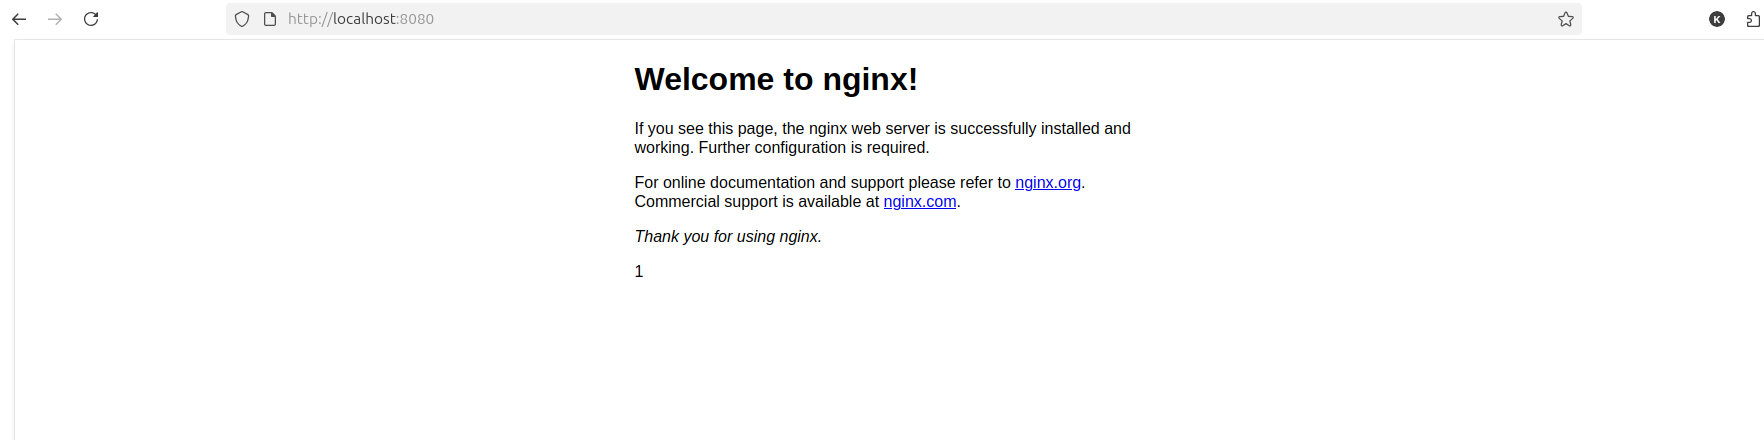 http://localhost:8080
K
Welcome to nginx!
If you see this page, the nginx web server is successfully installed and
working. Further configuration is required.
For online documentation and support please refer to nginx.org.
Commercial support is available at nginx.com.
Thank you for using nginx.
1